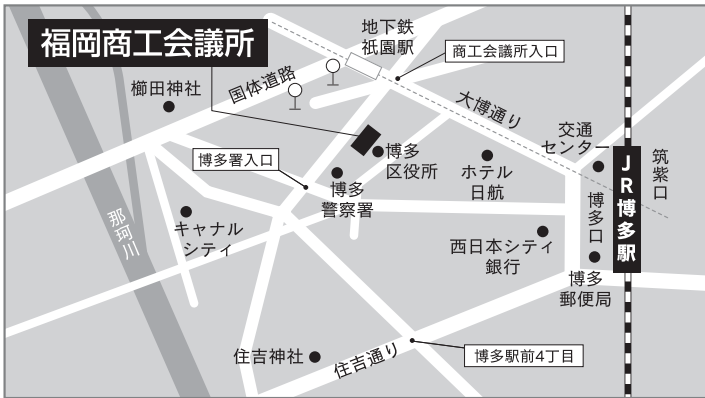 福岡商工会議所
地下鉄
祇園駅
商工会議所入口
櫛田神社
国体道路
大博通り
交通
センター
筑紫口
JR博多駅
博多口
博多
区役所
ホテル
日航
博多署入口
博多
警察署
那珂川
キャナル
シティ
西日本シティ
銀行
博多
郵便局
住吉神社
住吉通り
博多駅前4丁目